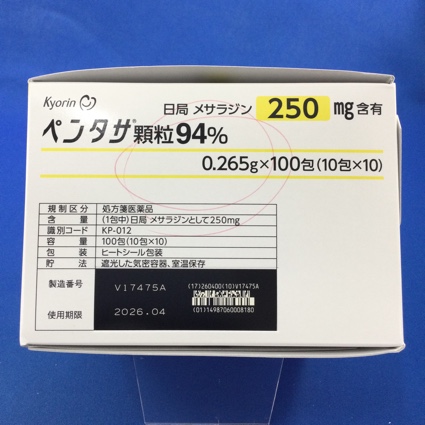 Kyorin
日局 メサラジン 250 mg 含有
ペンタサ®顆粒94%
0.265g×100包(10包×10)
規制区分 処方箋医薬品
含量 (1包中)日局 メサラジンとして250mg
識別コード KP-012
容量 100包(10包×10)
包装 ヒートシール包装
貯法 遮光した気密容器、室温保存
製造番号 V17475A
(17)260400(10)V17475A
使用期限 2026.04
(01)14987060008180